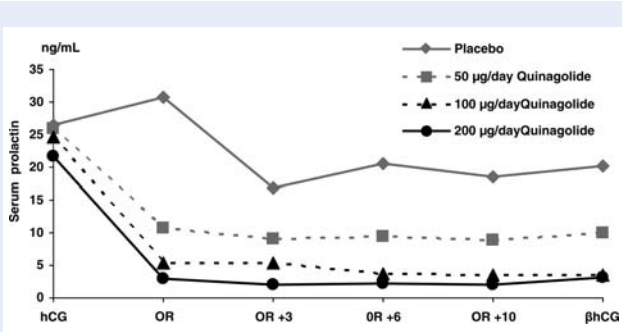 ng/mL
35
30
25
20
15
10
5
0
Serum prolactin
Placebo
50 µg/day Quinagolide
100 µg/dayQuinagolide
200 µg/dayQuinagolide
hCG OR OR +3 0R +6 OR +10 βhCG